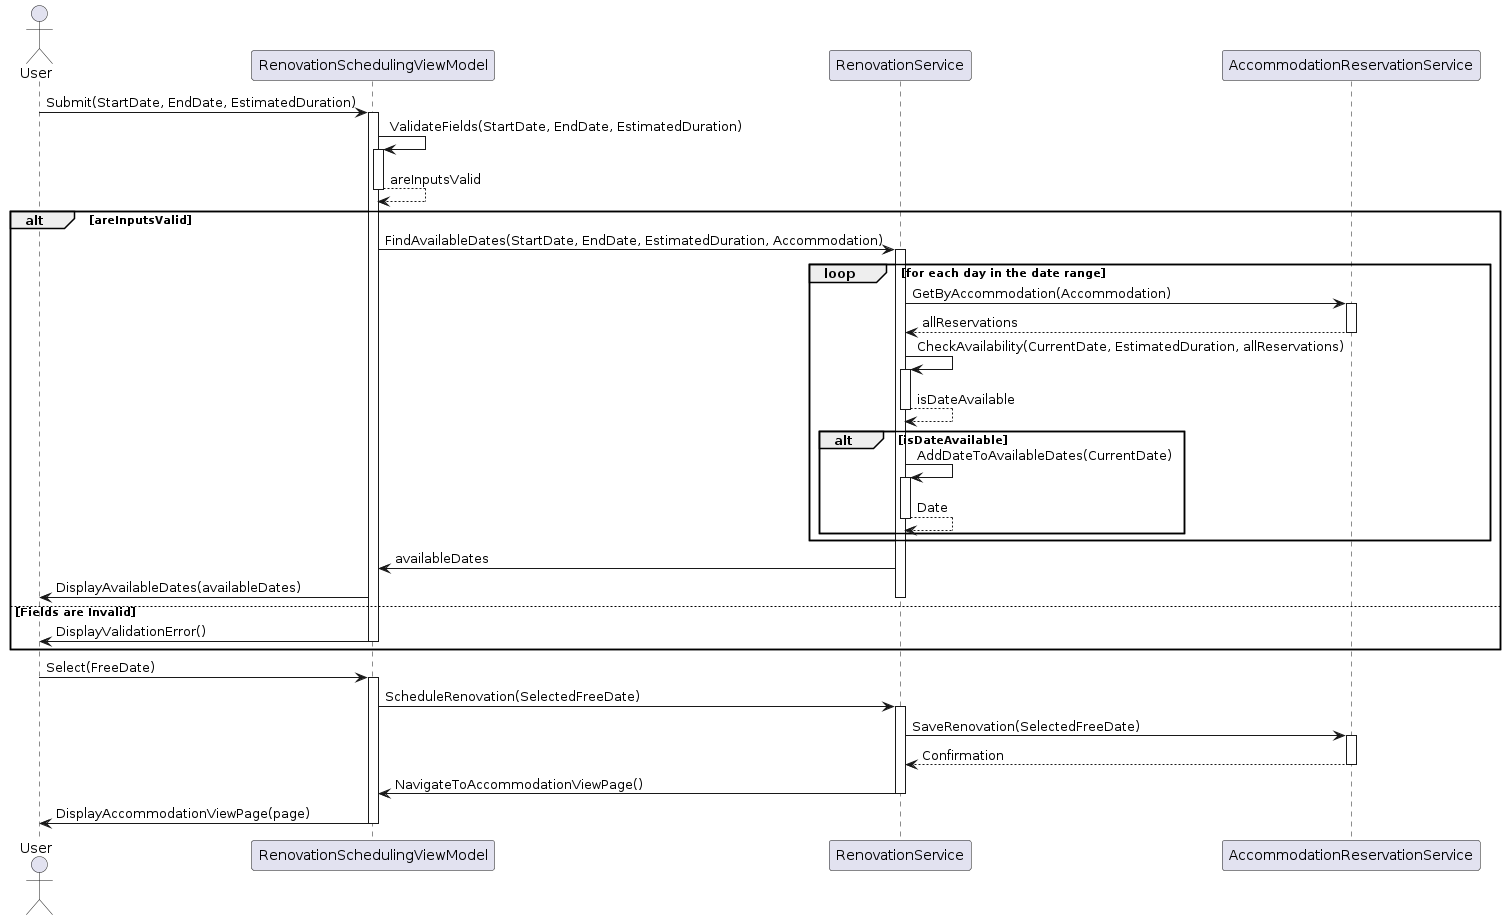 User
RenovationSchedulingViewModel
RenovationService
AccommodationReservationService
Submit(StartDate, EndDate, EstimatedDuration)
ValidateFields(StartDate, EndDate, EstimatedDuration)
areInputsValid
alt
[areInputsValid]
FindAvailableDates(StartDate, EndDate, EstimatedDuration, Accommodation)
loop
[for each day in the date range]
GetByAccommodation(Accommodation)
allReservations
CheckAvailability(CurrentDate, EstimatedDuration, allReservations)
isDateAvailable
alt
[isDateAvailable]
AddDateToAvailableDates(CurrentDate)
Date
availableDates
DisplayAvailableDates(availableDates)
[Fields are Invalid]
DisplayValidationError()
Select(FreeDate)
ScheduleRenovation(SelectedFreeDate)
SaveRenovation(SelectedFreeDate)
Confirmation
NavigateToAccommodationViewPage()
DisplayAccommodationViewPage(page)
User
RenovationSchedulingViewModel
RenovationService
AccommodationReservationService